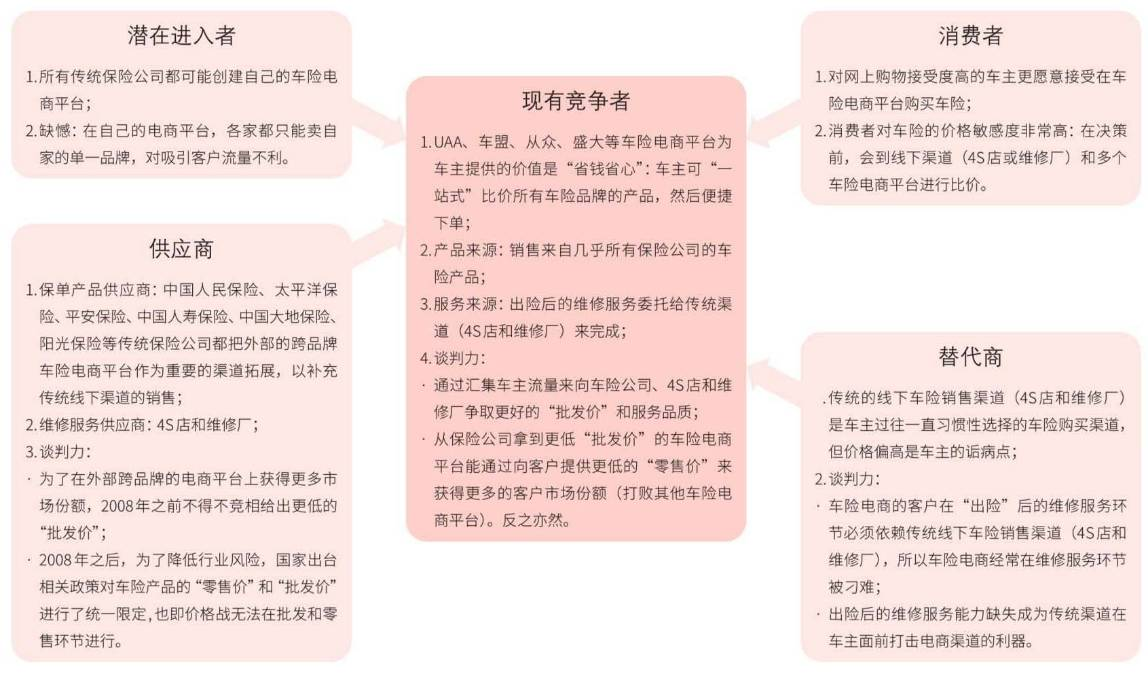 潜在进入者
1.所有传统保险公司都可能创建自己的车险电
商平台；
2.缺憾：在自己的电商平台，各家都只能卖自
家的单一品牌，对吸引客户流量不利。
供应商
1.保单产品供应商：中国人民保险、太平洋保
险、平安保险、中国人寿保险、中国大地保险、
阳光保险等传统保险公司都把外部的跨品牌
车险电商平台作为重要的渠道拓展，以补充
传统线下渠道的销售；
2.维修服务供应商：4S店和维修厂；
3.谈判力：
· 为了在外部跨品牌的电商平台上获得更多市
场份额，2008年之前不得不竞相给出更低的
“批发价”；
· 2008年之后，为了降低行业风险，国家出台
相关政策对车险产品的“零售价”和“批发价”
进行了统一限定，也即价格战无法在批发和零
售环节进行。
现有竞争者
1.UAA、车盟、从众、盛大等车险电商平台为
车主提供的价值是“省钱省心”：车主可“一
站式”比价所有车险品牌的产品，然后便捷
下单；
2.产品来源：销售来自几乎所有保险公司的车
险产品；
3.服务来源：出险后的维修服务委托给传统渠
道（4S店和维修厂）来完成；
4.谈判力：
· 通过汇集车主流量来向车险公司、4S店和维
修厂争取更好的“批发价”和服务品质；
· 从保险公司拿到更低“批发价”的车险电商
平台能通过向客户提供更低的“零售价”来
获得更多的客户市场份额（打败其他车险电
商平台）。反之亦然。
消费者
1.对网上购物接受度高的车主更愿意接受在车
险电商平台购买车险；
2.消费者对车险的价格敏感度非常高：在决策
前，会到线下渠道（4S店或维修厂）和多个
车险电商平台进行比价。
替代商
.传统的线下车险销售渠道（4S店和维修厂）
是车主过往一直习惯性选择的车险购买渠道，
但价格偏高是车主的诟病点；
2.谈判力：
· 车险电商的客户在“出险”后的维修服务环
节必须依赖传统线下车险销售渠道（4S店和
维修厂），所以车险电商经常在维修服务环节
被刁难；
· 出险后的维修服务能力缺失成为传统渠道在
车主面前打击电商渠道的利器。